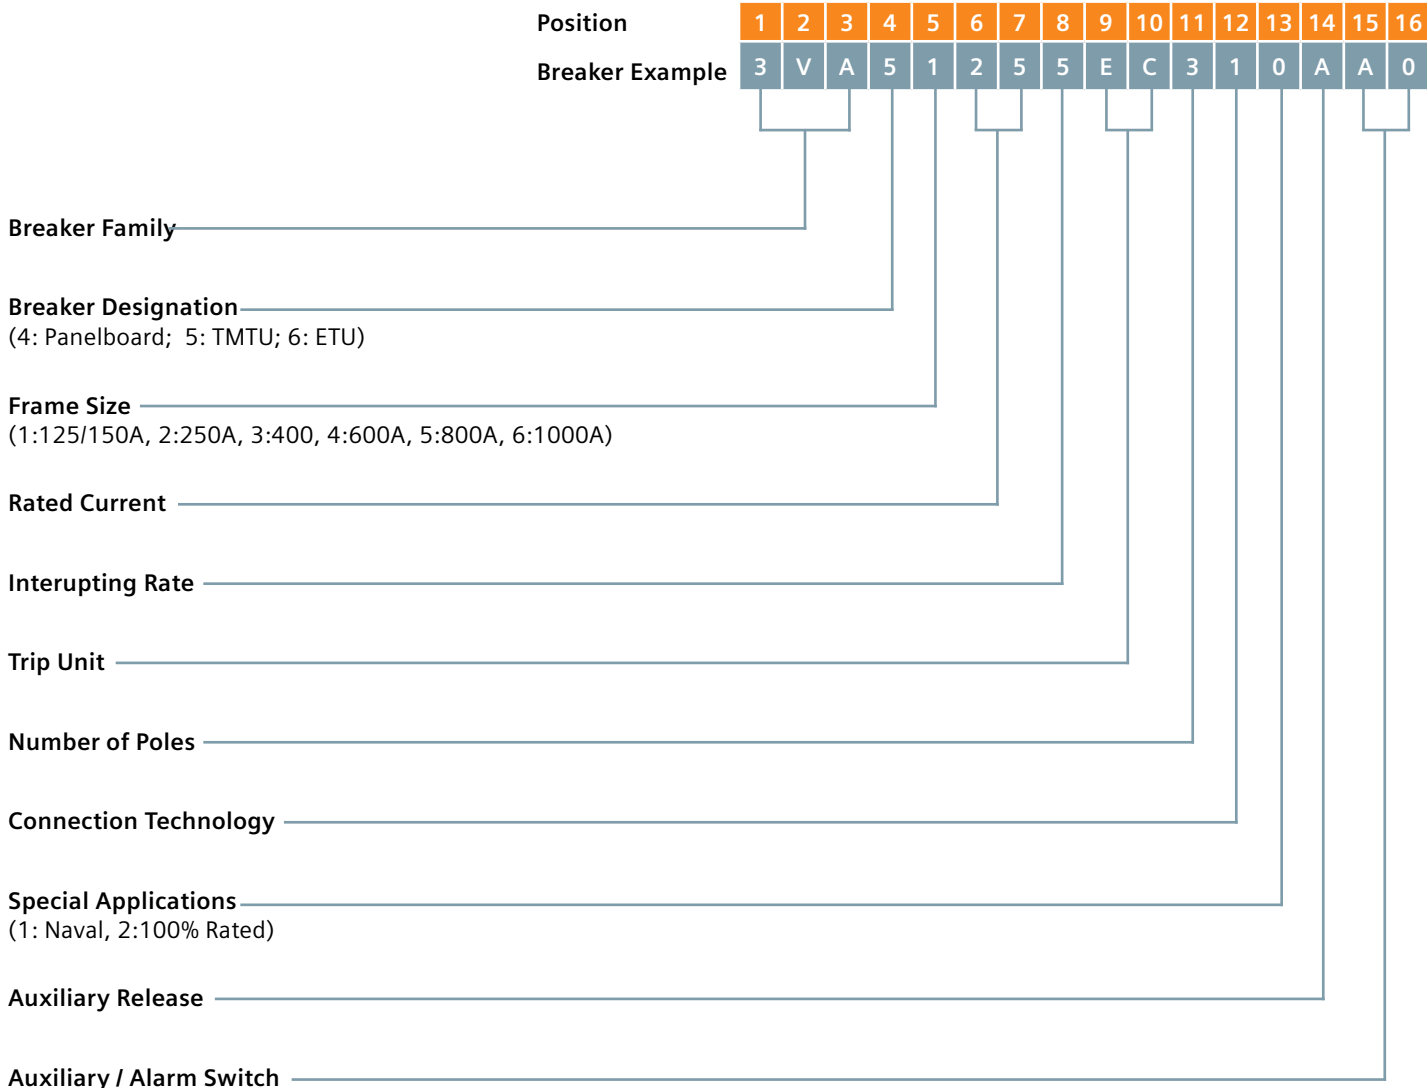 Position 1 2 3 4 5 6 7 8 9 10 11 12 13 14 15 16
Breaker Example 3 V A 5 1 2 5 5 E C 3 1 0 A A 0
Breaker Family
Breaker Designation
(4: Panelboard; 5: TMTU; 6: ETU)
Frame Size
(1:125/150A, 2:250A, 3:400, 4:600A, 5:800A, 6:1000A)
Rated Current
Interupting Rate
Trip Unit
Number of Poles
Connection Technology
Special Applications
(1: Naval, 2:100% Rated)
Auxiliary Release
Auxiliary / Alarm Switch